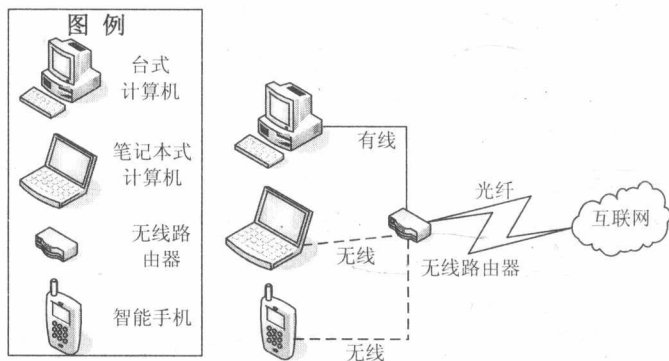 图 例
台式
计算机
笔记本式
计算机
无线路
由器
智能手机
有线
无线
无线
光纤
无线路由器
互联网